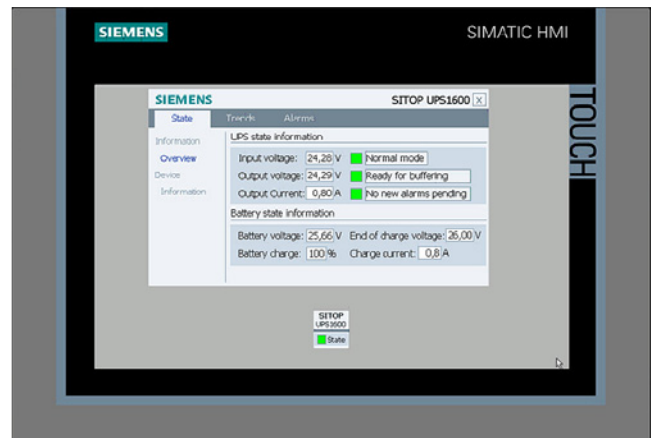 SIEMENS
SIMATIC HMI
TOUCH
SIEMENS
SITOP UPS1600 X
State Trends Alarms
Information
Overview
Device
Information
UPS state information
Input voltage: 24,28 V Normal mode
Output voltage: 24,29 V Ready for buffering
Output Current: 0,80 A No new alarms pending
Battery state information
Battery voltage: 25,66 V End of charge voltage: 26,00 V
Battery charge: 100 % Charge current: 0,8 A
SITOP
UPS1600
State